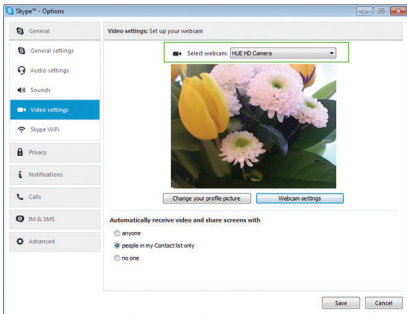 Skype™ - Options
General
General settings
Audio settings
Sounds
Video settings
Skype WiFi
Privacy
Notifications
Calls
IM & SMS
Advanced
Video settings: Set up your webcam
Select webcam: HUE HD Camera
Change your profile picture Webcam settings
Automatically receive video and share screens with
anyone
people in my Contact list only
no one
Save Cancel